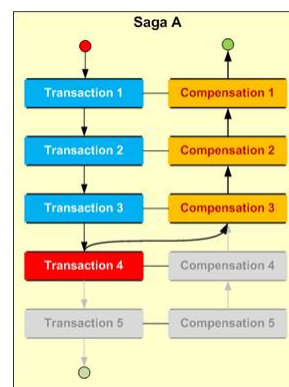 Saga A
Transaction 1
Compensation 1
Transaction 2
Compensation 2
Transaction 3
Compensation 3
Transaction 4
Compensation 4
Transaction 5
Compensation 5